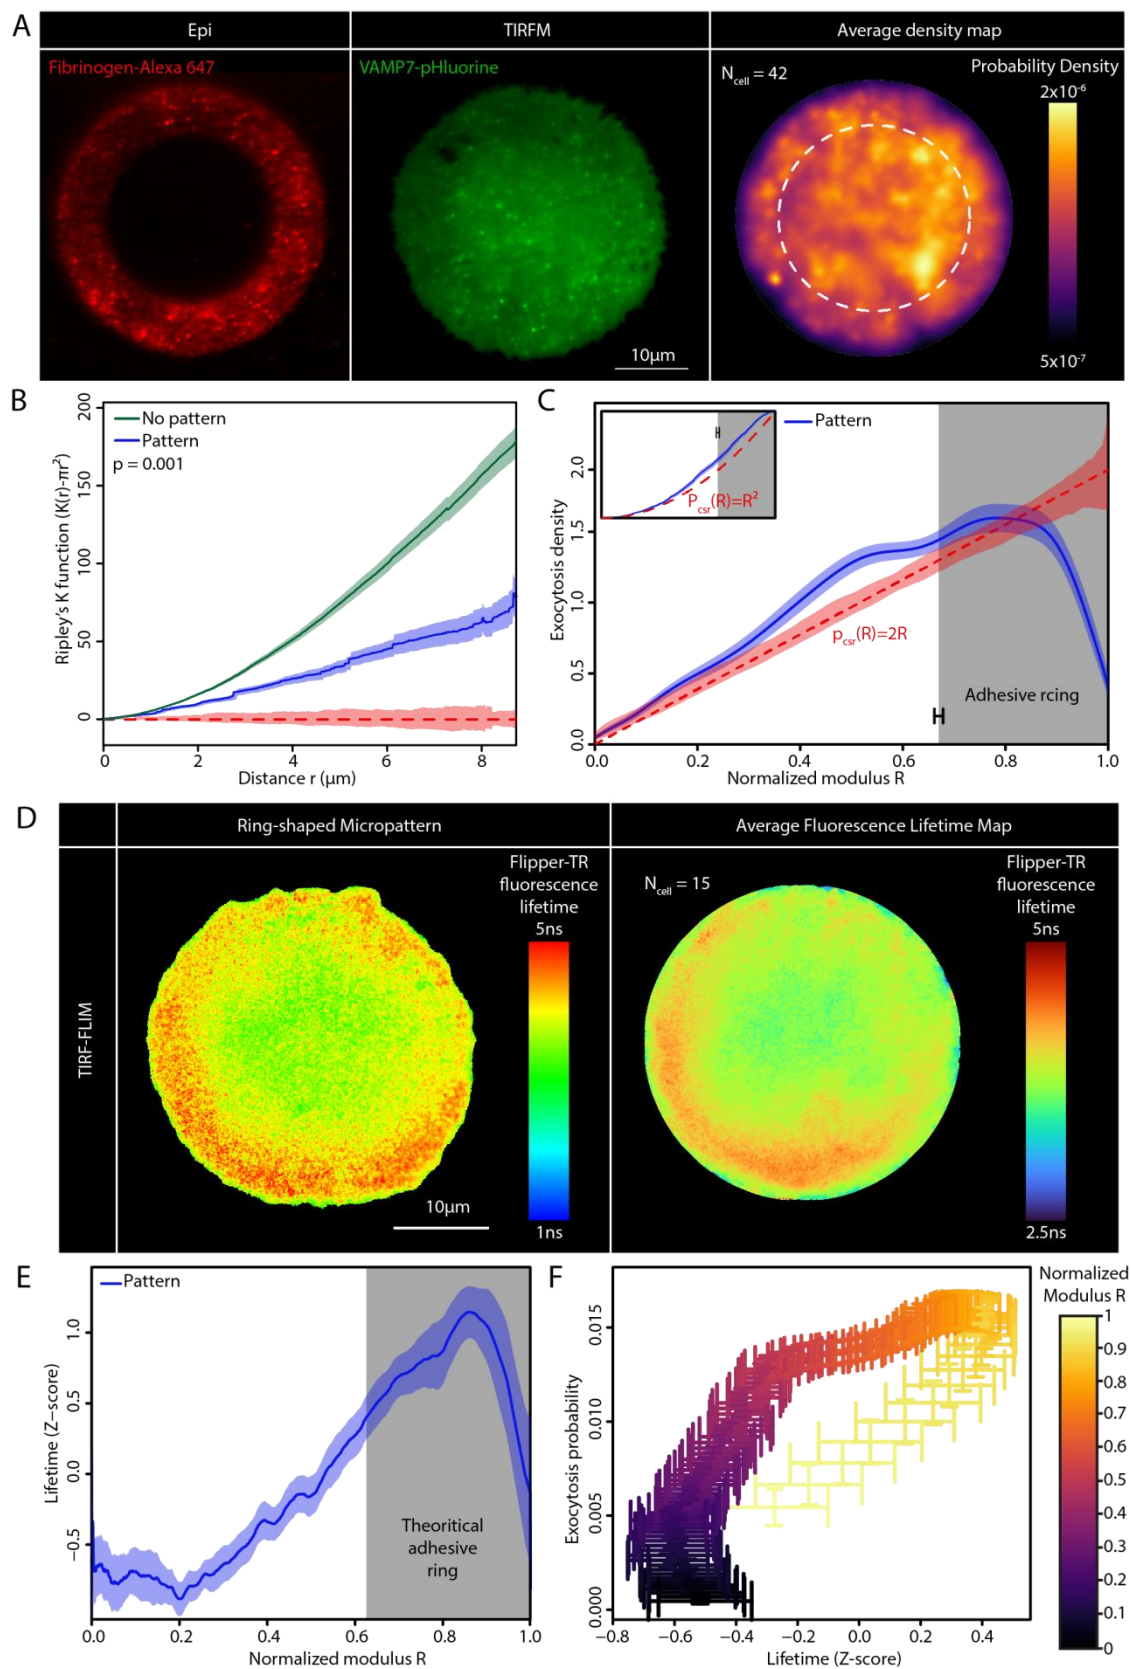 A
Epi
TIRFM
Average density map
Fibrinogen-Alexa 647
VAMP7-pHluorine
N_cell = 42
Probability Density
2x10⁻⁶
5x10⁻⁷
10µm
B
No pattern
Pattern
p = 0.001
Ripley's K function (K(r)-πr²)
200
150
100
50
0
0
2
4
6
8
Distance r (µm)
C
Pattern
P_csr(R)=R²
p_csr(R)=2R
Adhesive rcing
Exocytosis density
2.0
1.5
1.0
0.5
0.0
0.0
0.2
0.4
0.6
0.8
1.0
Normalized modulus R
D
Ring-shaped Micropattern
Average Fluorescence Lifetime Map
TIRF-FLIM
Flipper-TR
fluorescence
lifetime
5ns
1ns
10µm
N_cell = 15
Flipper-TR
fluorescence
lifetime
5ns
2.5ns
E
Pattern
Lifetime (Z−score)
1.0
0.5
0.0
−0.5
Theoritical
adhesive
ring
0.0
0.2
0.4
0.6
0.8
1.0
Normalized modulus R
F
Exocytosis probability
0.015
0.010
0.005
0.000
−0.8
−0.6
−0.4
−0.2
0.0
0.2
0.4
Lifetime (Z-score)
Normalized
Modulus R
1
0.9
0.8
0.7
0.6
0.5
0.4
0.3
0.2
0.1
0